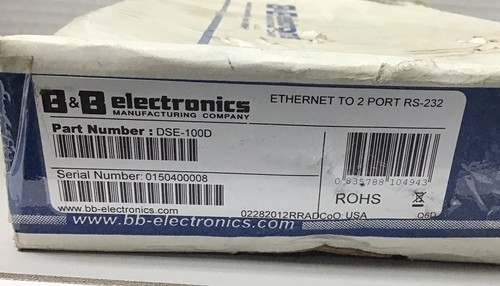 B&B electronics
MANUFACTURING COMPANY
ETHERNET TO 2 PORT RS-232
Part Number : DSE-100D
Serial Number: 0150400008
0 835788 104943
ROHS
www.bb-electronics.com
02282012RRADCoO: USA
www.bb-electronics.com